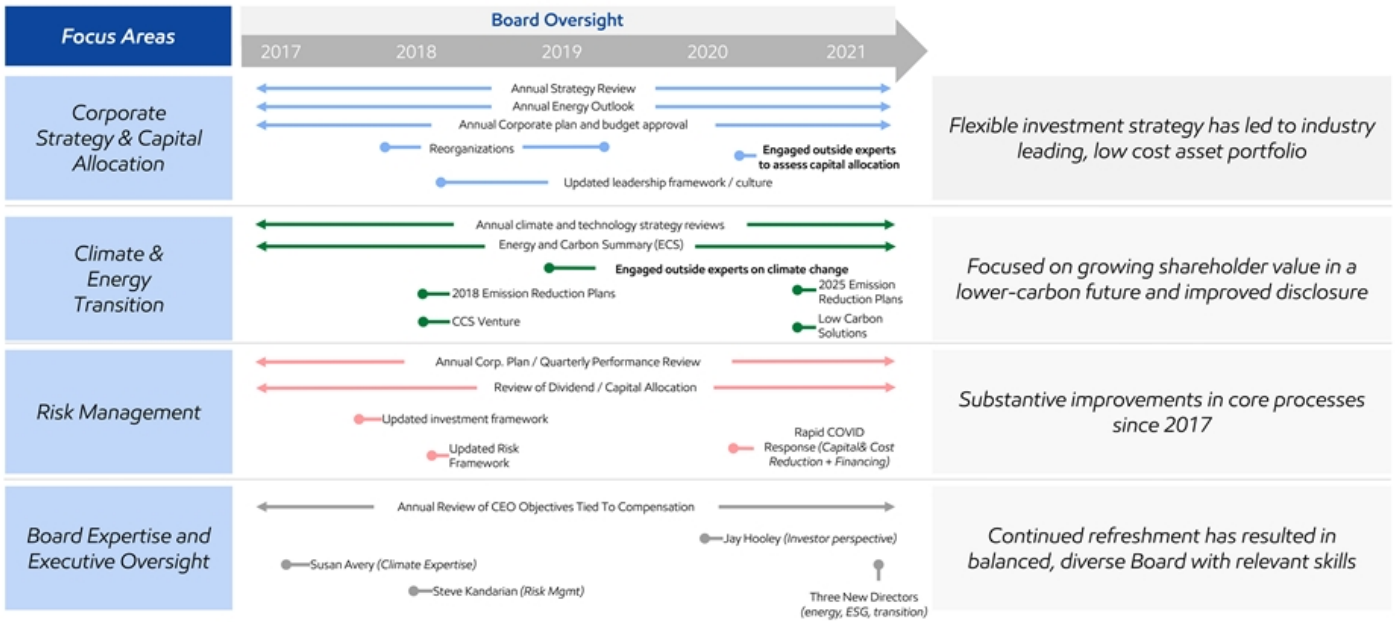 Focus Areas
Board Oversight
2017 2018 2019 2020 2021
Corporate
Strategy & Capital
Allocation
Annual Strategy Review
Annual Energy Outlook
Annual Corporate plan and budget approval
Reorganizations
Engaged outside experts
to assess capital allocation
Updated leadership framework / culture
Flexible investment strategy has led to industry
leading, low cost asset portfolio
Climate &
Energy
Transition
Annual climate and technology strategy reviews
Energy and Carbon Summary (ECS)
Engaged outside experts on climate change
2018 Emission Reduction Plans
2025 Emission
Reduction Plans
CCS Venture
Low Carbon
Solutions
Focused on growing shareholder value in a
lower-carbon future and improved disclosure
Risk Management
Annual Corp. Plan / Quarterly Performance Review
Review of Dividend / Capital Allocation
Updated investment framework
Updated Risk
Framework
Rapid COVID
Response (Capital& Cost
Reduction + Financing)
Substantive improvements in core processes
since 2017
Board Expertise and
Executive Oversight
Annual Review of CEO Objectives Tied To Compensation
Jay Hooley (Investor perspective)
Susan Avery (Climate Expertise)
Steve Kandarian (Risk Mgmt)
Three New Directors
(energy, ESG, transition)
Continued refreshment has resulted in
balanced, diverse Board with relevant skills